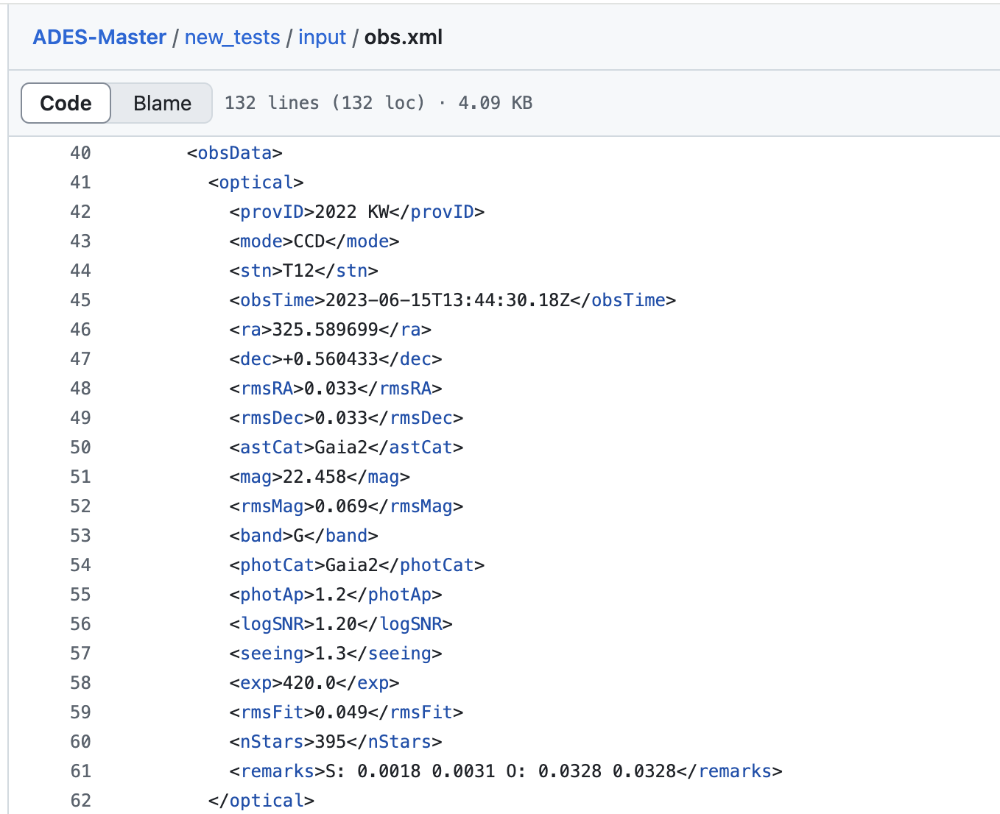 ADES-Master / new_tests / input / obs.xml
Code Blame 132 lines (132 loc) · 4.09 KB
40 <obsData>
41 <optical>
42 <provID>2022 KW</provID>
43 <mode>CCD</mode>
44 <stn>T12</stn>
45 <obsTime>2023-06-15T13:44:30.18Z</obsTime>
46 <ra>325.589699</ra>
47 <dec>+0.560433</dec>
48 <rmsRA>0.033</rmsRA>
49 <rmsDec>0.033</rmsDec>
50 <astCat>Gaia2</astCat>
51 <mag>22.458</mag>
52 <rmsMag>0.069</rmsMag>
53 <band>G</band>
54 <photCat>Gaia2</photCat>
55 <photAp>1.2</photAp>
56 <logSNR>1.20</logSNR>
57 <seeing>1.3</seeing>
58 <exp>420.0</exp>
59 <rmsFit>0.049</rmsFit>
60 <nStars>395</nStars>
61 <remarks>S: 0.0018 0.0031 O: 0.0328 0.0328</remarks>
62 </optical>